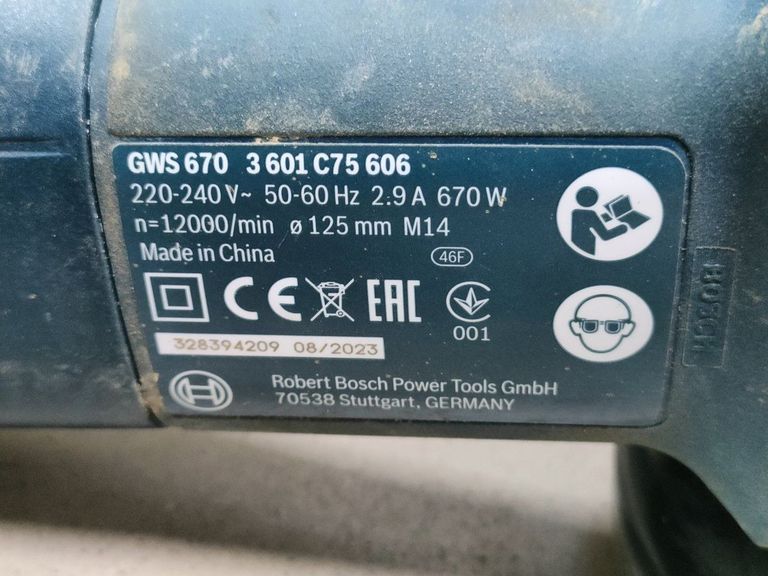 GWS 670 3 601 C75 606
220-240 V~ 50-60 Hz 2.9 A 670 W
n=12000/min ø 125 mm M14
Made in China 46F
CE EAC
001
328394209 08/2023
Robert Bosch Power Tools GmbH
70538 Stuttgart, GERMANY
BOSCH